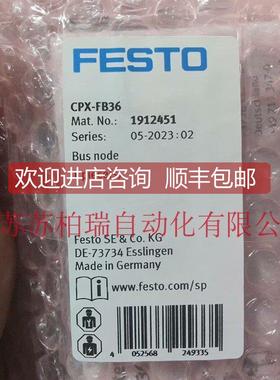 FESTO
CPX-FB36
Mat. No.: 1912451
Series: 05-2023:02
Bus node
欢迎进店咨询 顺丰包邮
苏苏柏瑞自动化有限公司
Festo SE & Co. KG
DE-73734 Esslingen
Made in Germany
www.festo.com/sp
4 052568 249335